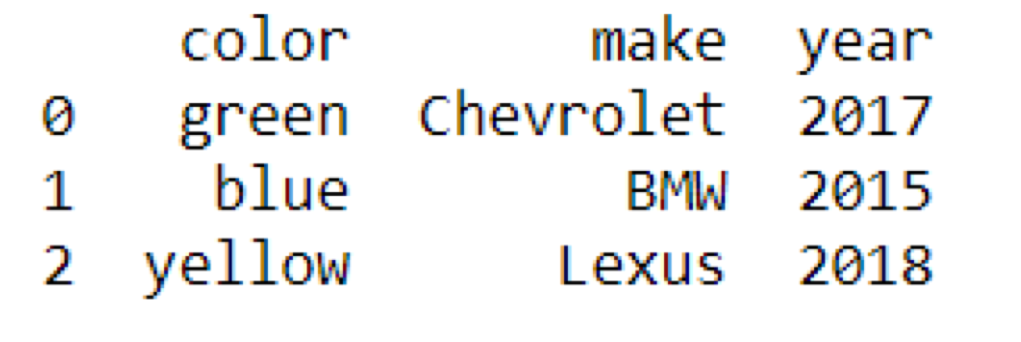 color make year
0 green Chevrolet 2017
1 blue BMW 2015
2 yellow Lexus 2018